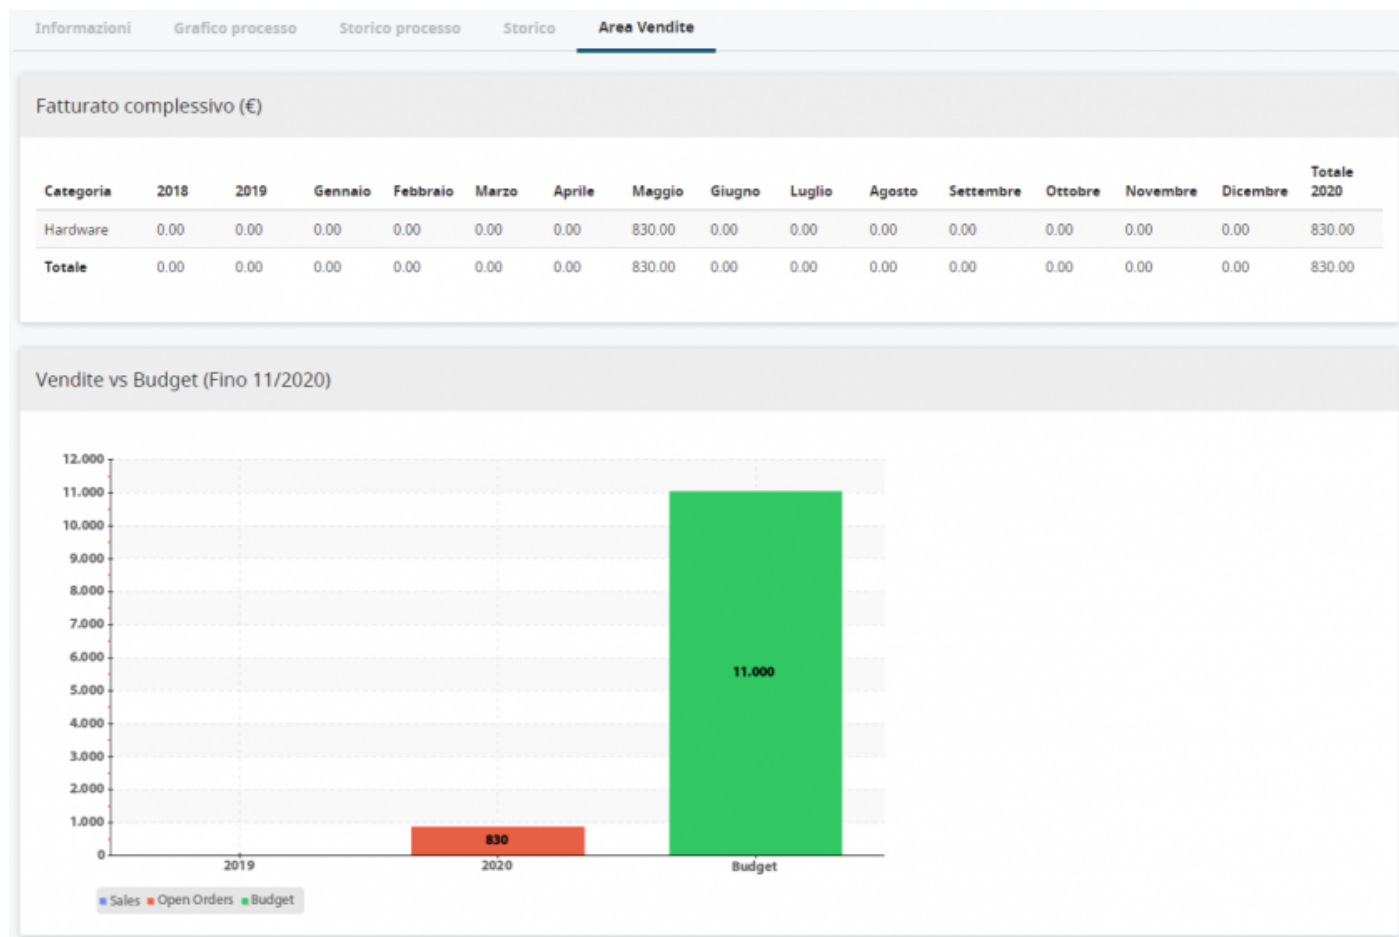 Informazioni Grafico processo Storico processo Storico Area Vendite
Fatturato complessivo (€)
Categoria 2018 2019 Gennaio Febbraio Marzo Aprile Maggio Giugno Luglio Agosto Settembre Ottobre Novembre Dicembre Totale 2020
Hardware 0.00 0.00 0.00 0.00 0.00 0.00 830.00 0.00 0.00 0.00 0.00 0.00 0.00 0.00 830.00
Totale 0.00 0.00 0.00 0.00 0.00 0.00 830.00 0.00 0.00 0.00 0.00 0.00 0.00 0.00 830.00
Vendite vs Budget (Fino 11/2020)
12.000
11.000
10.000
9.000
8.000
7.000
6.000
5.000
4.000
3.000
2.000
1.000
0
11.000
830
2019 2020 Budget
Sales Open Orders Budget